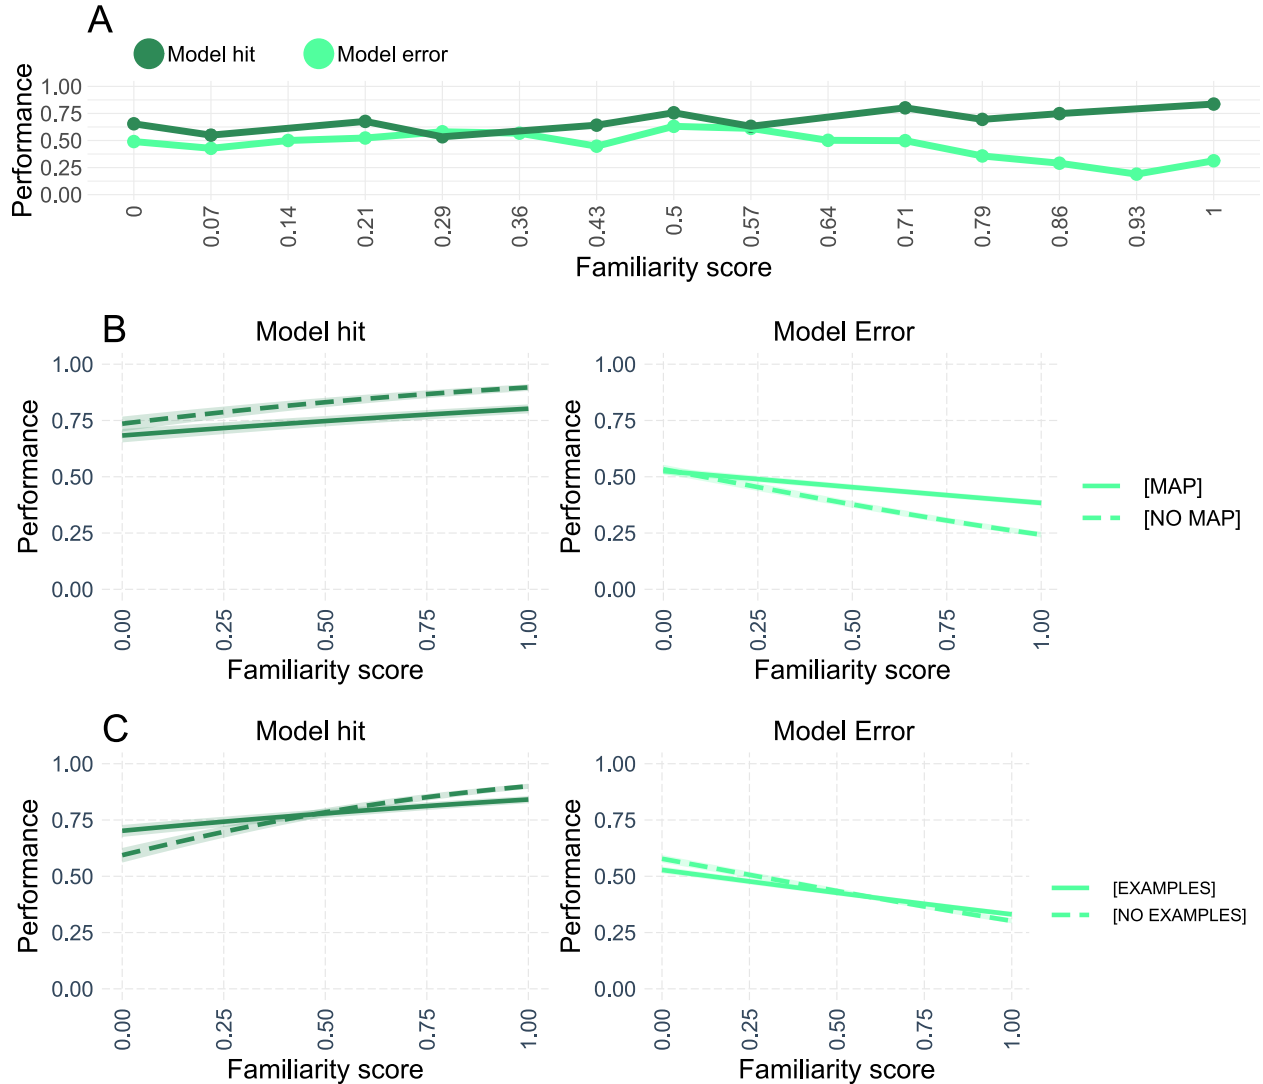 A
Model hit
Model error
Performance
1.00
0.75
0.50
0.25
0.00
0
0.07
0.14
0.21
0.29
0.36
0.43
0.5
0.57
0.64
0.71
0.79
0.86
0.93
1
Familiarity score
B
Model hit
Performance
1.00
0.75
0.50
0.25
0.00
0.00
0.25
0.50
0.75
1.00
Familiarity score
Model Error
Performance
1.00
0.75
0.50
0.25
0.00
0.00
0.25
0.50
0.75
1.00
Familiarity score
[MAP]
[NO MAP]
C
Model hit
Performance
1.00
0.75
0.50
0.25
0.00
0.00
0.25
0.50
0.75
1.00
Familiarity score
Model Error
Performance
1.00
0.75
0.50
0.25
0.00
0.00
0.25
0.50
0.75
1.00
Familiarity score
[EXAMPLES]
[NO EXAMPLES]